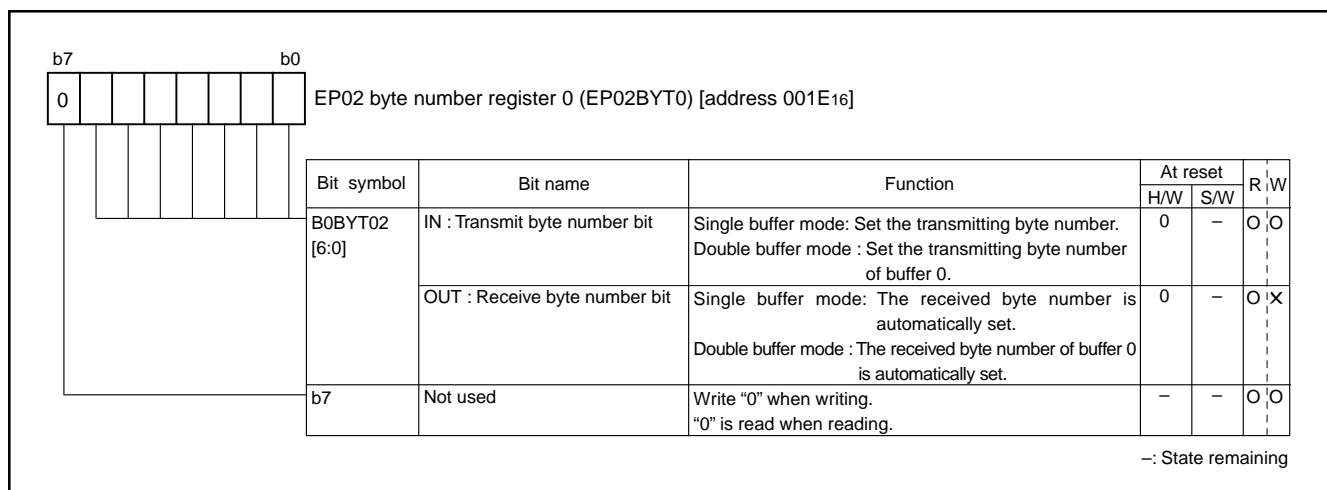 b7 b0
0
EP02 byte number register 0 (EP02BYT0) [address 001E16]
Bit symbol Bit name Function At reset R W
H/W S/W
B0BYT02 IN : Transmit byte number bit Single buffer mode: Set the transmitting byte number. 0 – O O
[6:0] Double buffer mode : Set the transmitting byte number
of buffer 0.
OUT : Receive byte number bit Single buffer mode: The received byte number is 0 – O ×
automatically set.
Double buffer mode : The received byte number of buffer 0
is automatically set.
b7 Not used Write “0” when writing. – – O O
“0” is read when reading.
–: State remaining